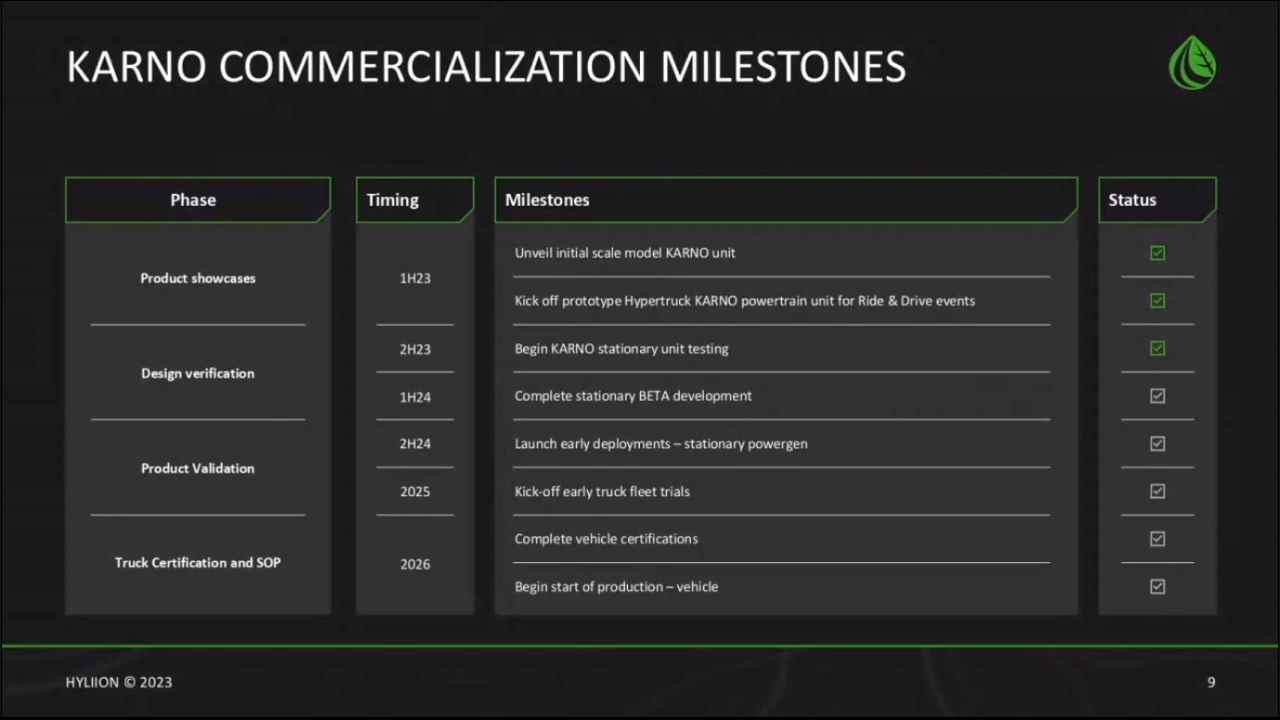 KARNO COMMERCIALIZATION MILESTONES
Phase
Timing
Milestones
Status
Product showcases
1H23
Unveil initial scale model KARNO unit
Kick off prototype Hypertruck KARNO powertrain unit for Ride & Drive events
Design verification
2H23
Begin KARNO stationary unit testing
1H24
Complete stationary BETA development
Product Validation
2H24
Launch early deployments – stationary powergen
2025
Kick-off early truck fleet trials
Truck Certification and SOP
2026
Complete vehicle certifications
Begin start of production – vehicle
HYLIION © 2023
9